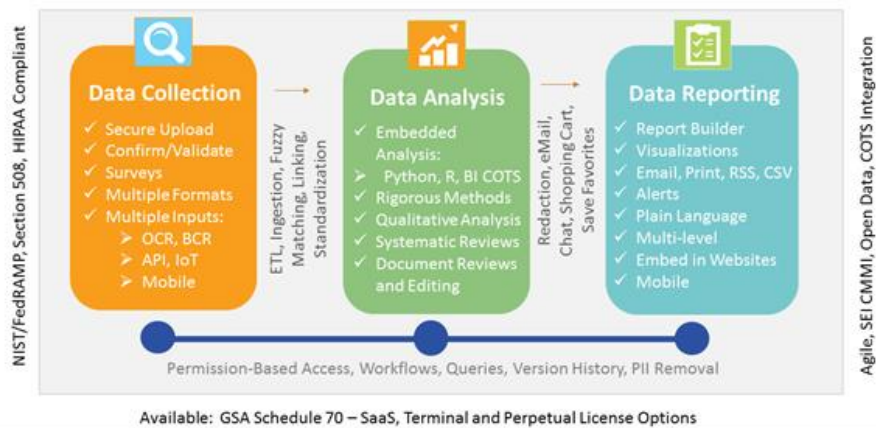 NIST/FedRAMP, Section 508, HIPAA Compliant
Data Collection
✓ Secure Upload
✓ Confirm/Validate
✓ Surveys
✓ Multiple Formats
✓ Multiple Inputs:
➢ OCR, BCR
➢ API, IoT
➢ Mobile
ETL, Ingestion, Fuzzy
Matching, Linking,
Standardization
Data Analysis
✓ Embedded
Analysis:
➢ Python, R, BI COTS
✓ Rigorous Methods
✓ Qualitative Analysis
✓ Systematic Reviews
✓ Document Reviews
and Editing
Redaction, eMail,
Chat, Shopping Cart,
Save Favorites
Data Reporting
✓ Report Builder
✓ Visualizations
✓ Email, Print, RSS, CSV
✓ Alerts
✓ Plain Language
✓ Multi-level
✓ Embed in Websites
✓ Mobile
Agile, SEI CMMI, Open Data, COTS Integration
Permission-Based Access, Workflows, Queries, Version History, PII Removal
Available: GSA Schedule 70 – SaaS, Terminal and Perpetual License Options